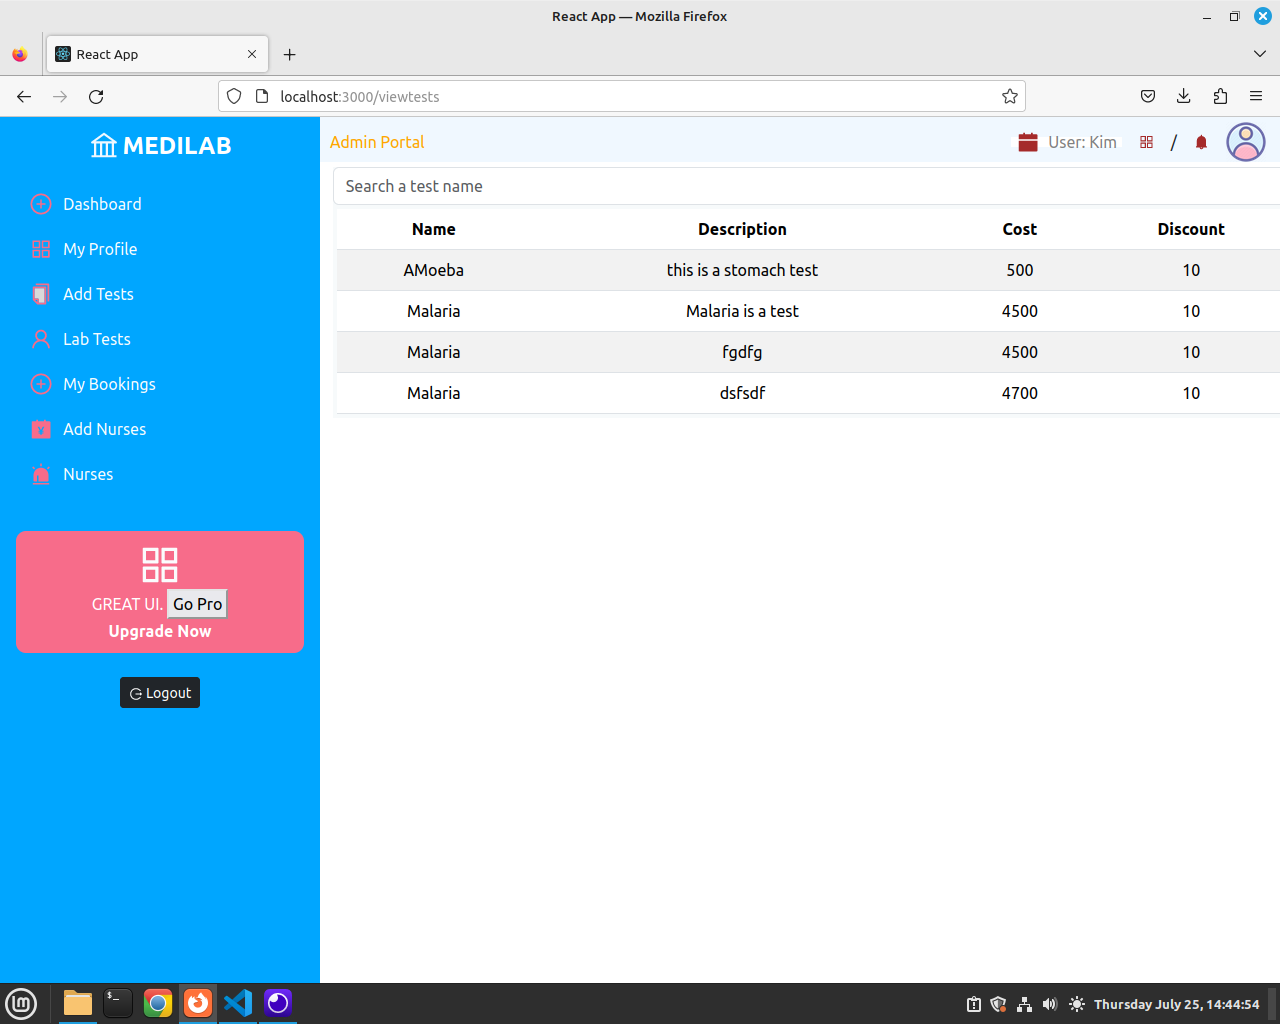 React App — Mozilla Firefox
React App
localhost:3000/viewtests
MEDILAB
Dashboard
My Profile
Add Tests
Lab Tests
My Bookings
Add Nurses
Nurses
GREAT UI. Go Pro
Upgrade Now
Logout
Admin Portal
User: Kim
/
Search a test name
Name Description Cost Discount
AMoeba this is a stomach test 500 10
Malaria Malaria is a test 4500 10
Malaria fgdfg 4500 10
Malaria dsfsdf 4700 10
Thursday July 25, 14:44:54